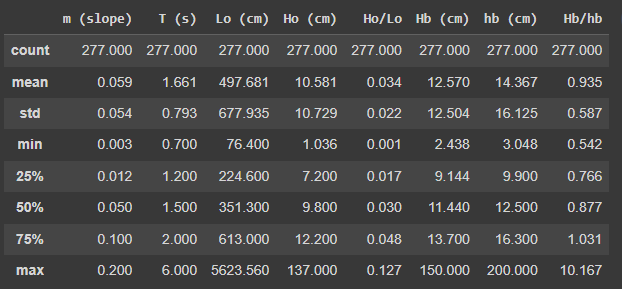 m (slope) T (s) Lo (cm) Ho (cm) Ho/Lo Hb (cm) hb (cm) Hb/hb
count 277.000 277.000 277.000 277.000 277.000 277.000 277.000 277.000
mean 0.059 1.661 497.681 10.581 0.034 12.570 14.367 0.935
std 0.054 0.793 677.935 10.729 0.022 12.504 16.125 0.587
min 0.003 0.700 76.400 1.036 0.001 2.438 3.048 0.542
25% 0.012 1.200 224.600 7.200 0.017 9.144 9.900 0.766
50% 0.050 1.500 351.300 9.800 0.030 11.440 12.500 0.877
75% 0.100 2.000 613.000 12.200 0.048 13.700 16.300 1.031
max 0.200 6.000 5623.560 137.000 0.127 150.000 200.000 10.167